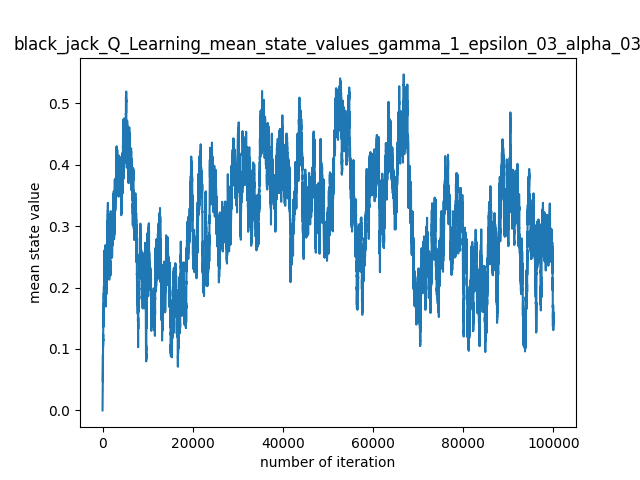 black_jack_Q_Learning_mean_state_values_gamma_1_epsilon_03_alpha_03
0.5
0.4
0.3
0.2
0.1
0.0
mean state value
0 20000 40000 60000 80000 100000
number of iteration